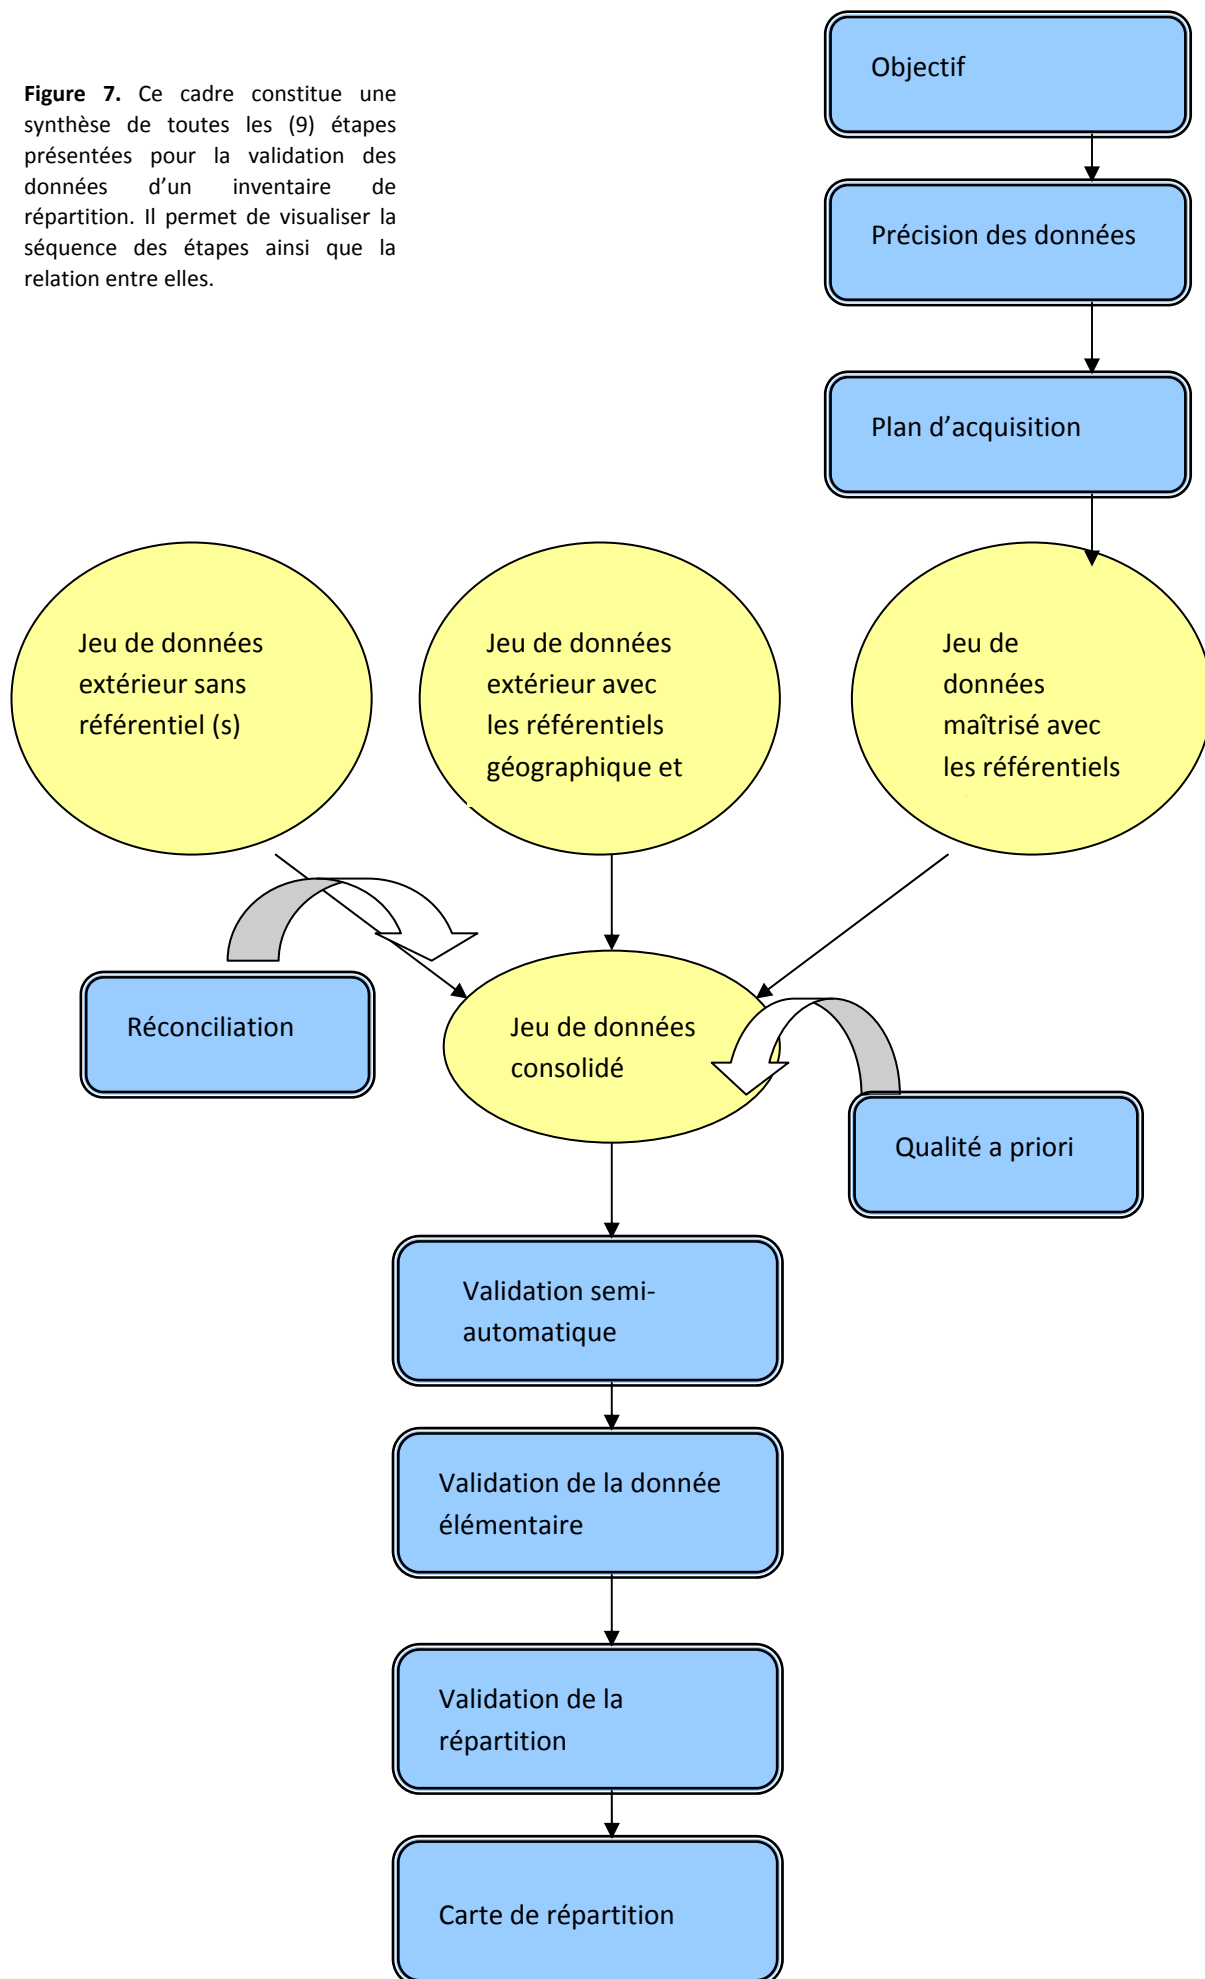 Figure 7. Ce cadre constitue une
synthèse de toutes les (9) étapes
présentées pour la validation des
données d’un inventaire de
répartition. Il permet de visualiser la
séquence des étapes ainsi que la
relation entre elles.
Objectif
Précision des données
Plan d’acquisition
Jeu de données
extérieur sans
référentiel (s)
Jeu de données
extérieur avec
les référentiels
géographique et
Jeu de
données
maîtrisé avec
les référentiels
Réconciliation
Jeu de données
consolidé
Qualité a priori
Validation semi-
automatique
Validation de la donnée
élémentaire
Validation de la
répartition
Carte de répartition